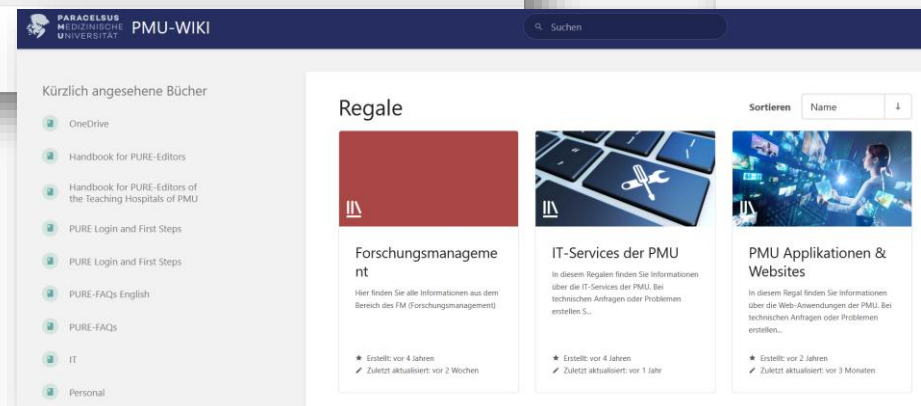 PARACELSUS
MEDIZINISCHE
UNIVERSITÄT
PMU-WIKI
Suchen
Kürzlich angesehene Bücher
OneDrive
Handbook for PURE-Editors
Handbook for PURE-Editors of
the Teaching Hospitals of PMU
PURE Login and First Steps
PURE Login and First Steps
PURE-FAQs English
PURE-FAQs
IT
Personal
Regale
Sortieren
Name
Forschungsmanageme
nt
Hier finden Sie alle Informationen aus dem
Bereich des FM (Forschungsmanagement)
Erstellt: vor 4 Jahren
Zuletzt aktualisiert: vor 2 Wochen
IT-Services der PMU
In diesem Regalen finden Sie Informationen
über die IT-Services der PMU. Bei
technischen Anfragen oder Problemen
erstellen S...
Erstellt: vor 4 Jahren
Zuletzt aktualisiert: vor 1 Jahr
PMU Applikationen &
Websites
In diesem Regal finden Sie Informationen
über die Web-Anwendungen der PMU. Bei
technischen Anfragen oder Problemen
erstellen...
Erstellt: vor 2 Jahren
Zuletzt aktualisiert: vor 3 Monaten